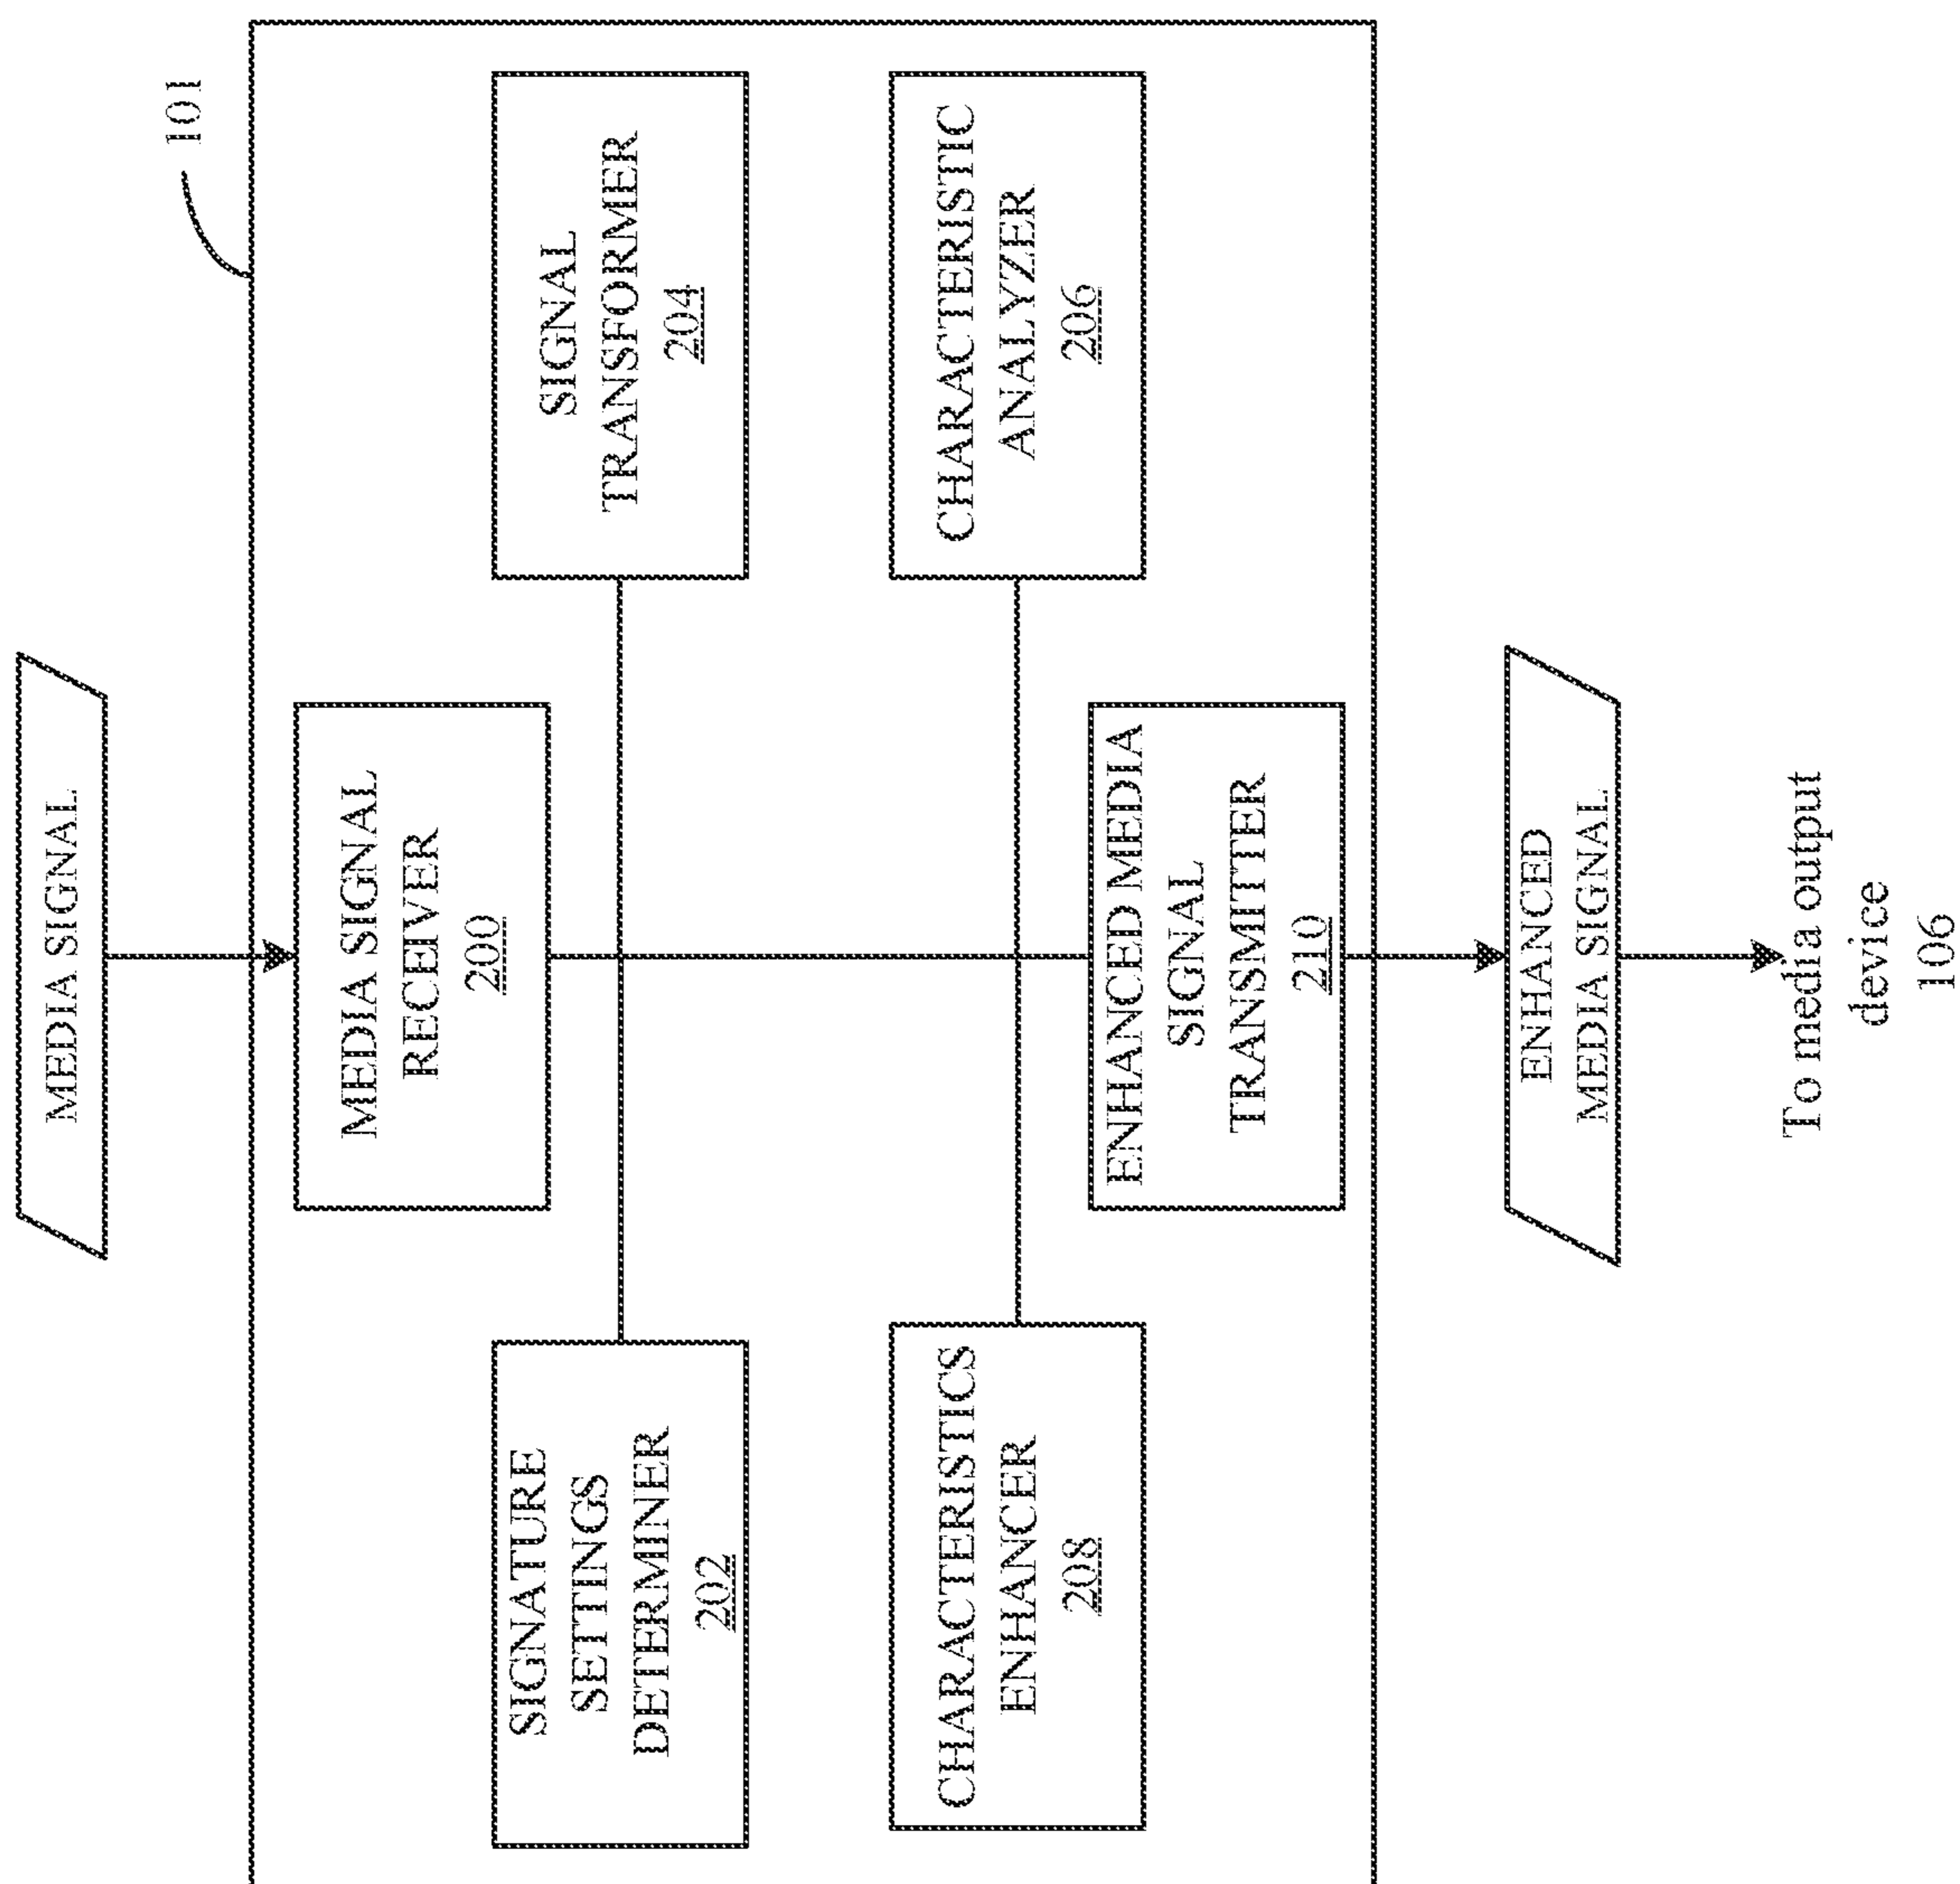 101
MEDIA SIGNAL
MEDIA SIGNAL
RECEIVER
200
SIGNATURE
SETTINGS
DETERMINER
202
SIGNAL
TRANSFORMER
204
CHARACTERISTICS
ENHANCER
208
CHARACTERISTIC
ANALYZER
206
ENHANCED MEDIA
SIGNAL
TRANSMITTER
210
ENHANCED
MEDIA SIGNAL
To media output
device
106